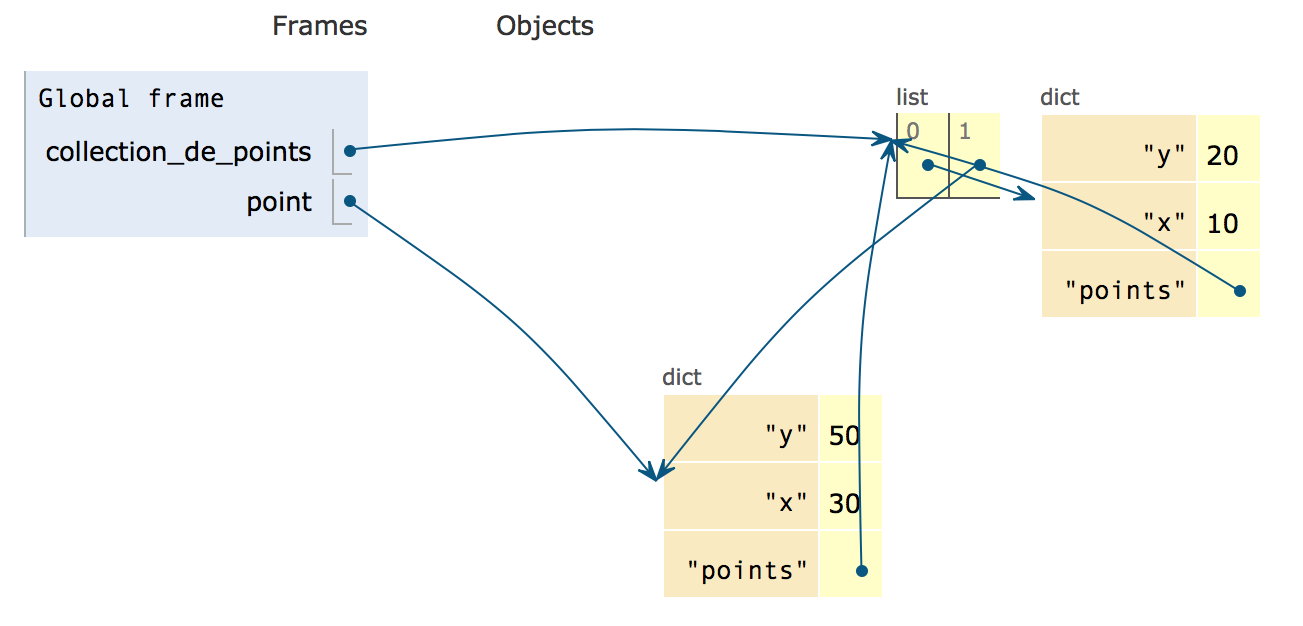 Frames Objects
Global frame
collection_de_points
point
list
0 1
dict
"y" 20
"x" 10
"points"
dict
"y" 50
"x" 30
"points"